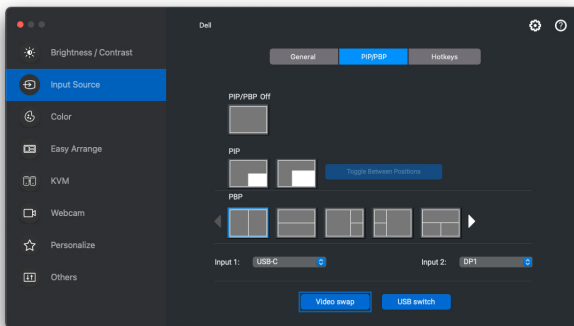 Dell
Brightness / Contrast
Input Source
Color
Easy Arrange
KVM
Webcam
Personalize
Others
General
PIP/PBP
Hotkeys
PIP/PBP Off
PIP
Toggle Between Positions
PBP
Input 1:
USB-C
Input 2:
DP1
Video swap
USB switch